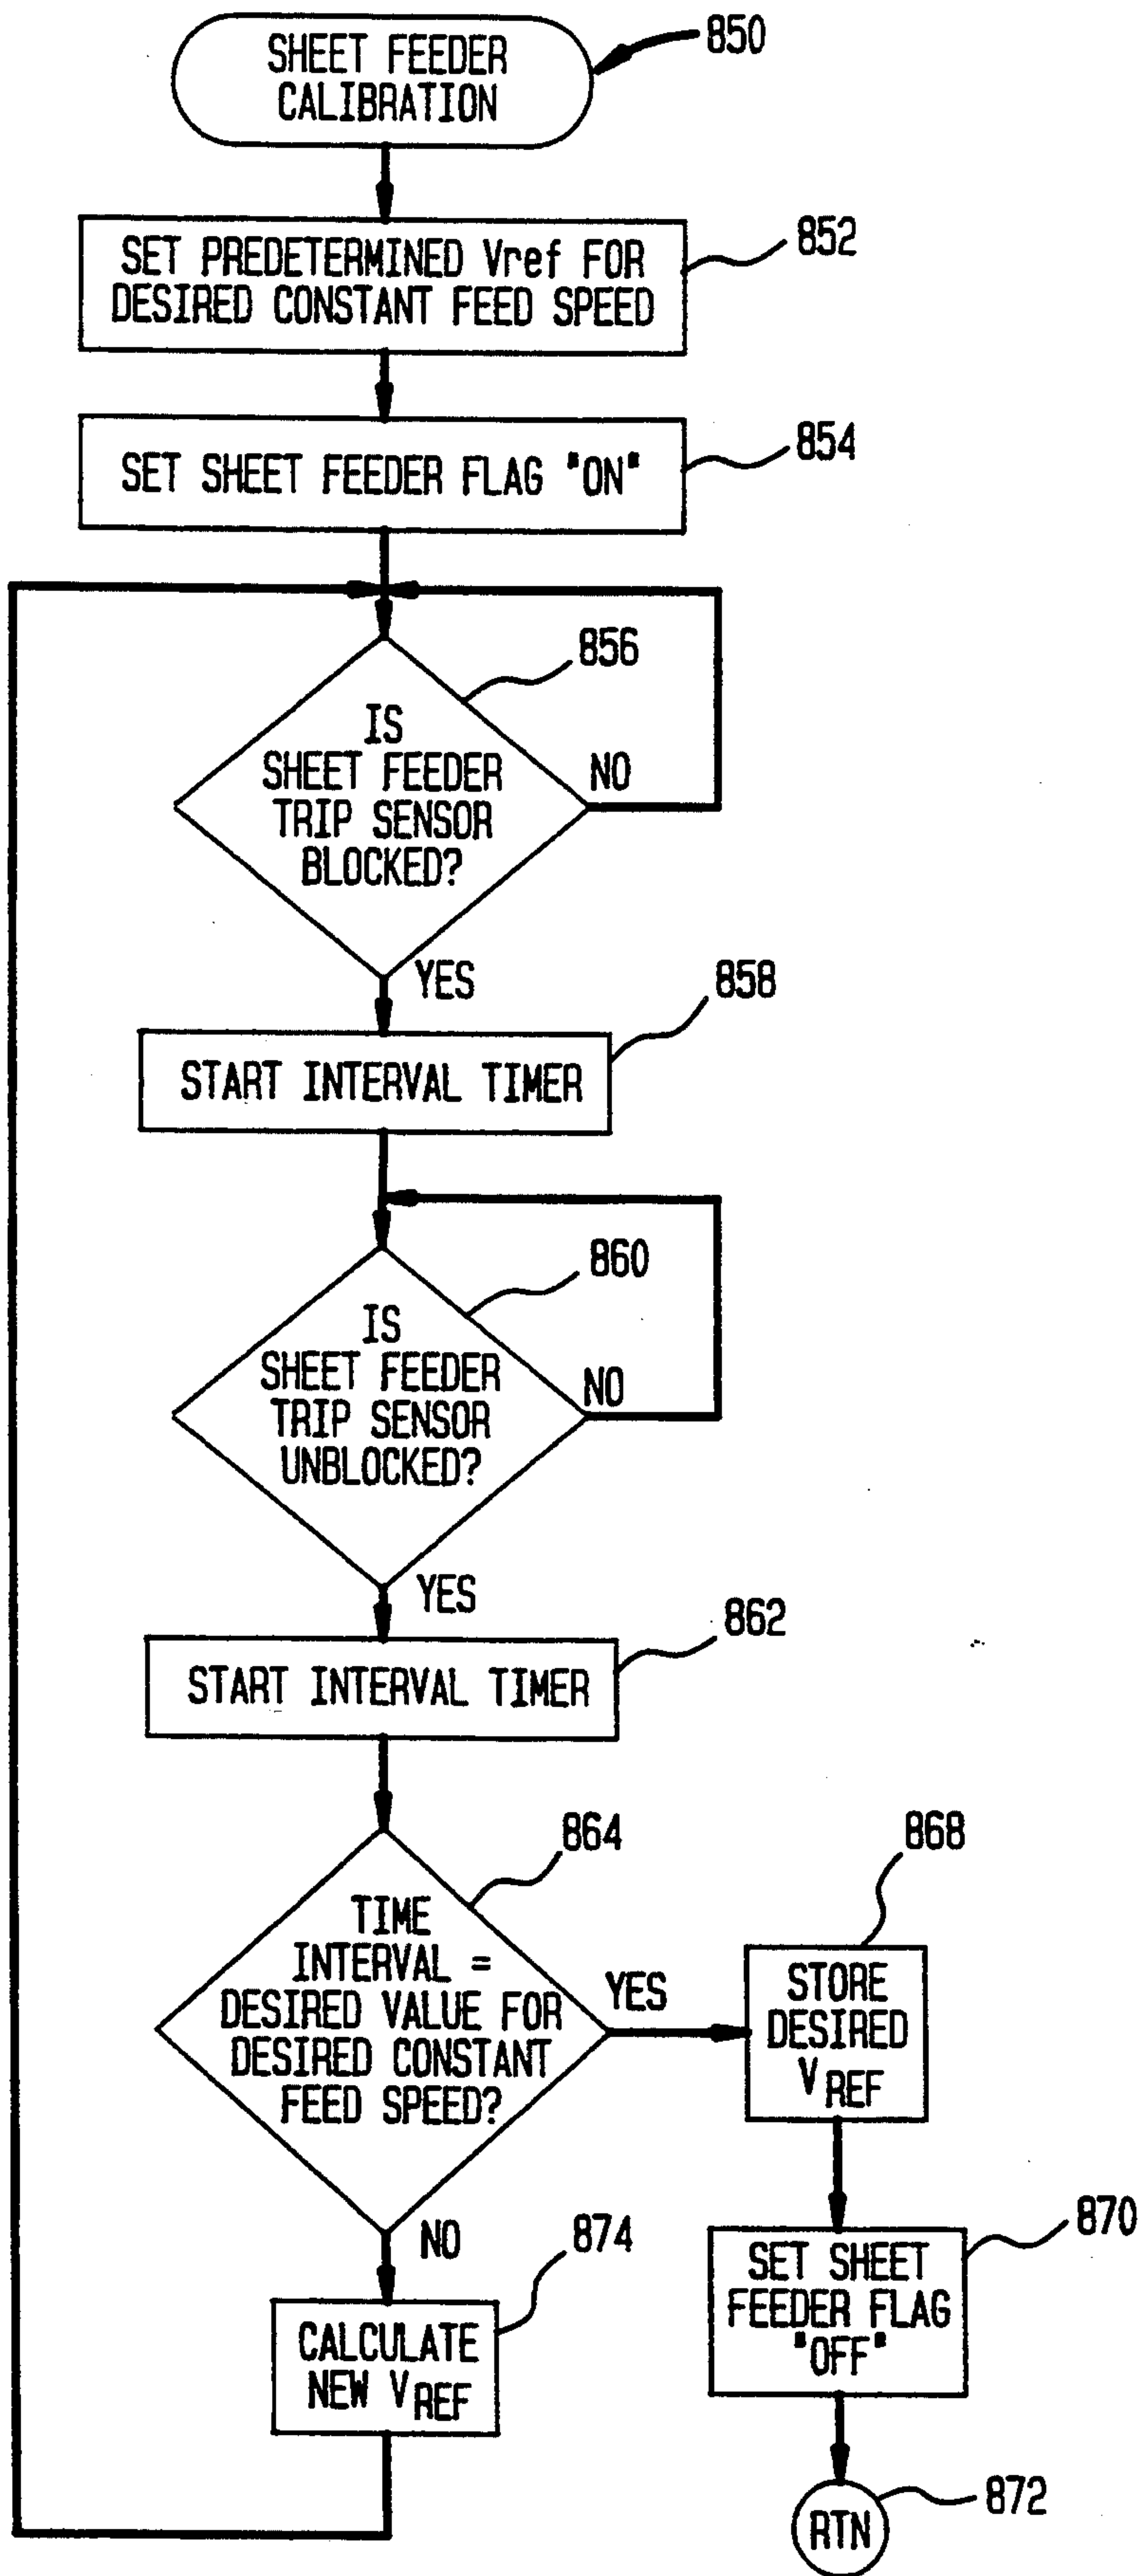 SHEET FEEDER
CALIBRATION
850
SET PREDETERMINED Vref FOR
DESIRED CONSTANT FEED SPEED
852
SET SHEET FEEDER FLAG "ON"
854
856
IS
SHEET FEEDER
TRIP SENSOR
BLOCKED?
NO
YES
858
START INTERVAL TIMER
860
IS
SHEET FEEDER
TRIP SENSOR
UNBLOCKED?
NO
YES
862
START INTERVAL TIMER
864
TIME
INTERVAL =
DESIRED VALUE FOR
DESIRED CONSTANT
FEED SPEED?
YES
868
STORE
DESIRED
VREF
NO
874
CALCULATE
NEW VREF
870
SET SHEET
FEEDER FLAG
"OFF"
872
RTN